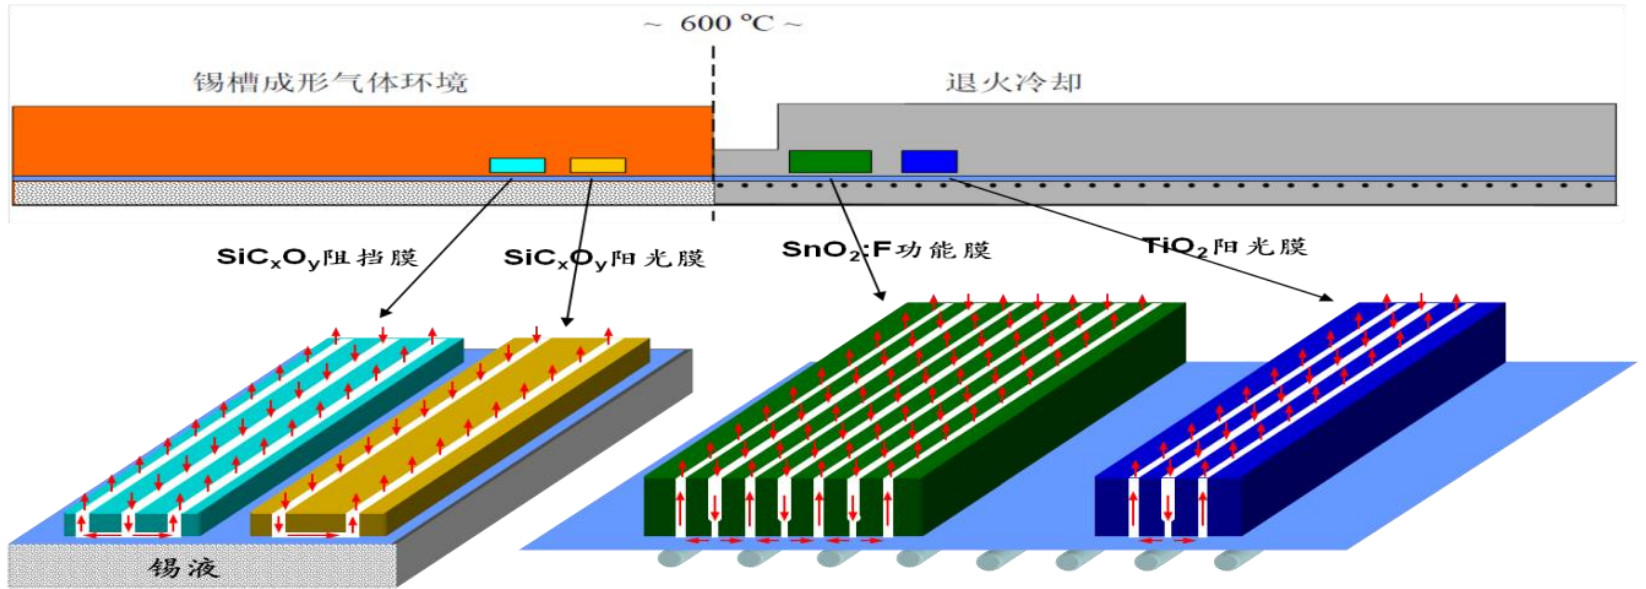 ~ 600 ℃ ~
锡槽成形气体环境
退火冷却
SiCxOy阻挡膜
SiCxOy阳光膜
SnO2:F功能膜
TiO2阳光膜
锡液